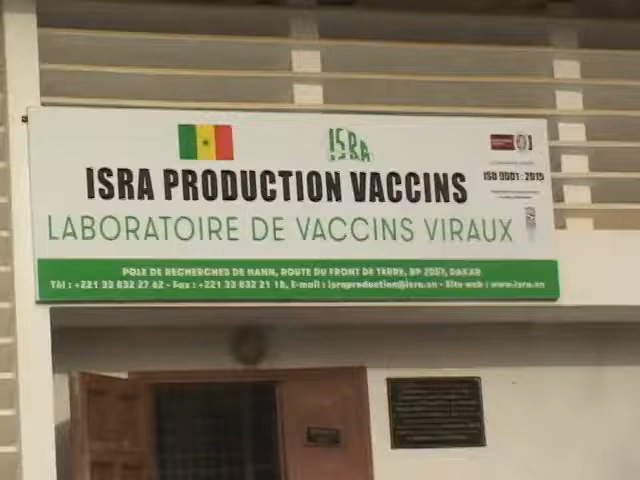 ISRA
ISO 9001 : 2015
ISRA PRODUCTION VACCINS
LABORATOIRE DE VACCINS VIRAUX
POLE DE RECHERCHES DE HANN, ROUTE DU FRONT DE TERRE, BP 2057, DAKAR
Tél : +221 33 832 27 62 - Fax : +221 33 832 21 18, E-mail : israproduction@isra.sn - Site web : www.isra.sn